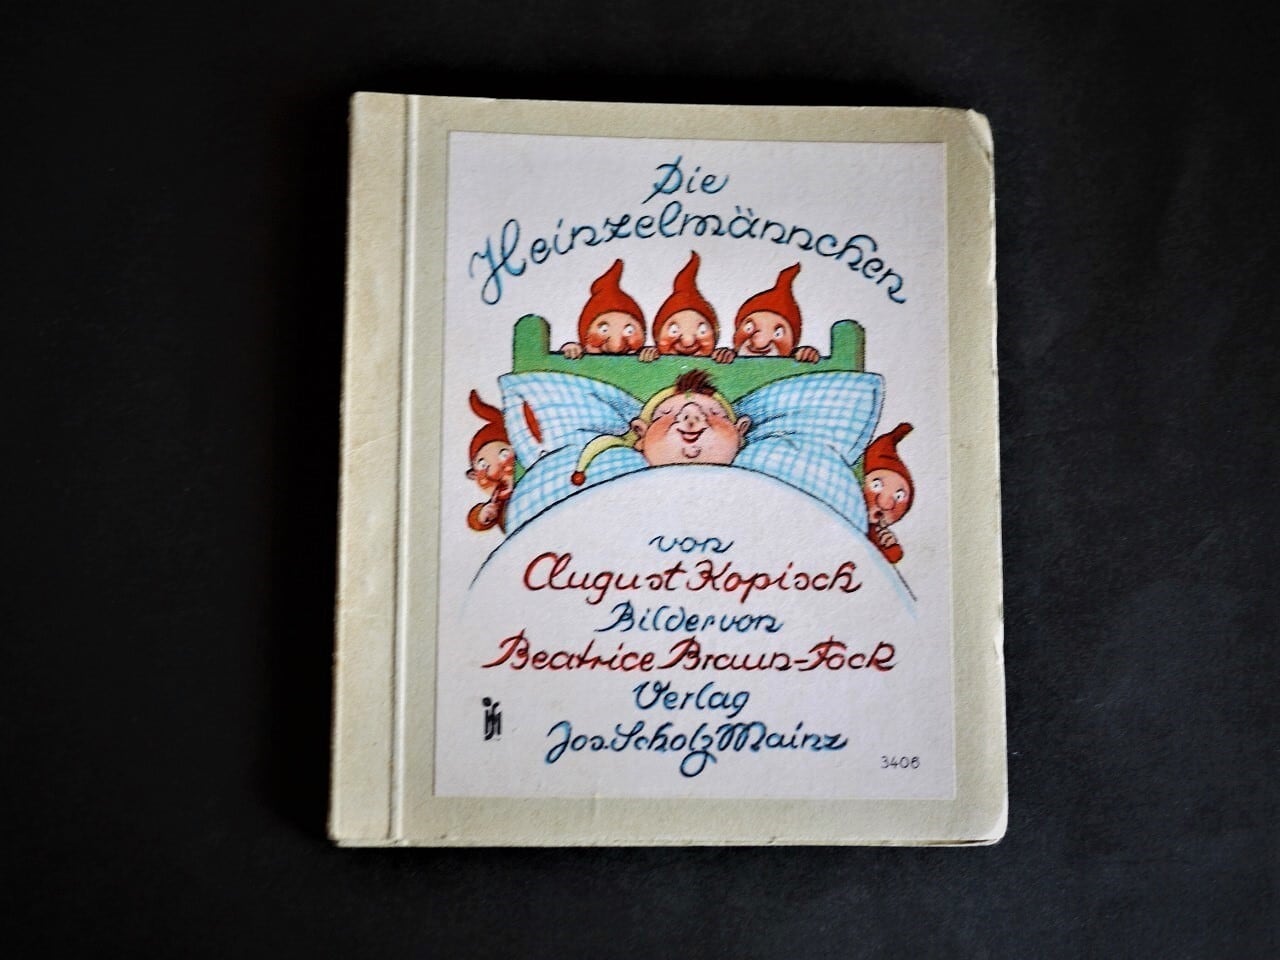 Die
Heinzelmännchen
von
August Kopisch
Bilder von
Beatrice Braun-Fock
Verlag
Jos. Scholz Mainz
3406